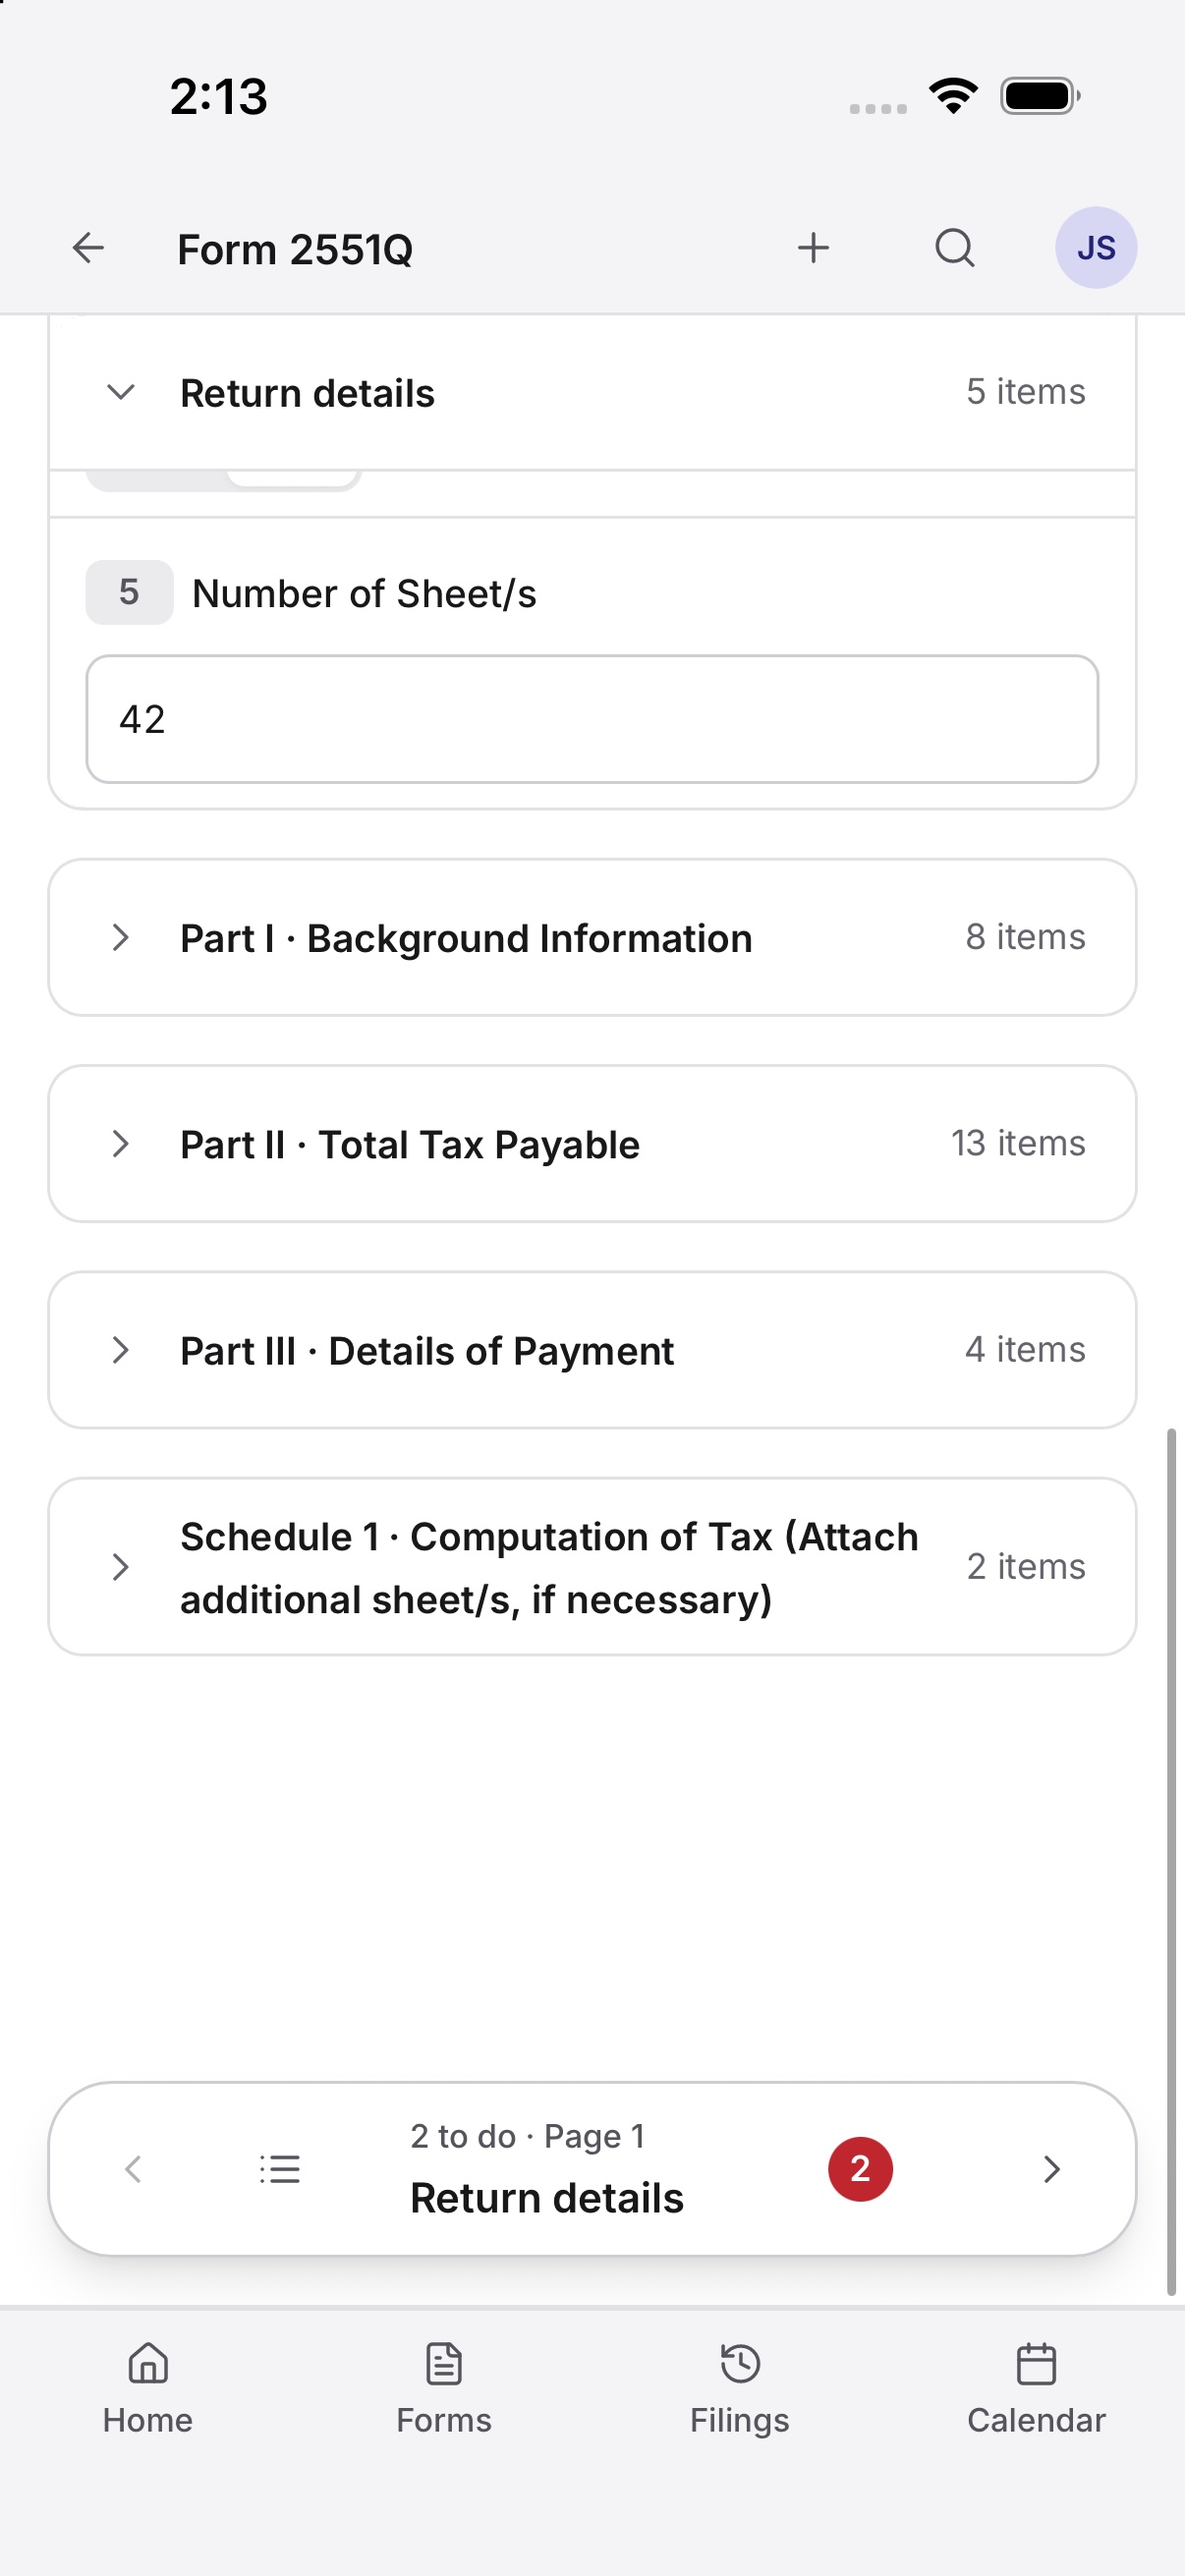 2:13
Form 2551Q
JS
Return details
5 items
5
Number of Sheet/s
42
Part I · Background Information
8 items
Part II · Total Tax Payable
13 items
Part III · Details of Payment
4 items
Schedule 1 · Computation of Tax (Attach
additional sheet/s, if necessary)
2 items
2 to do · Page 1
Return details
2
Home
Forms
Filings
Calendar